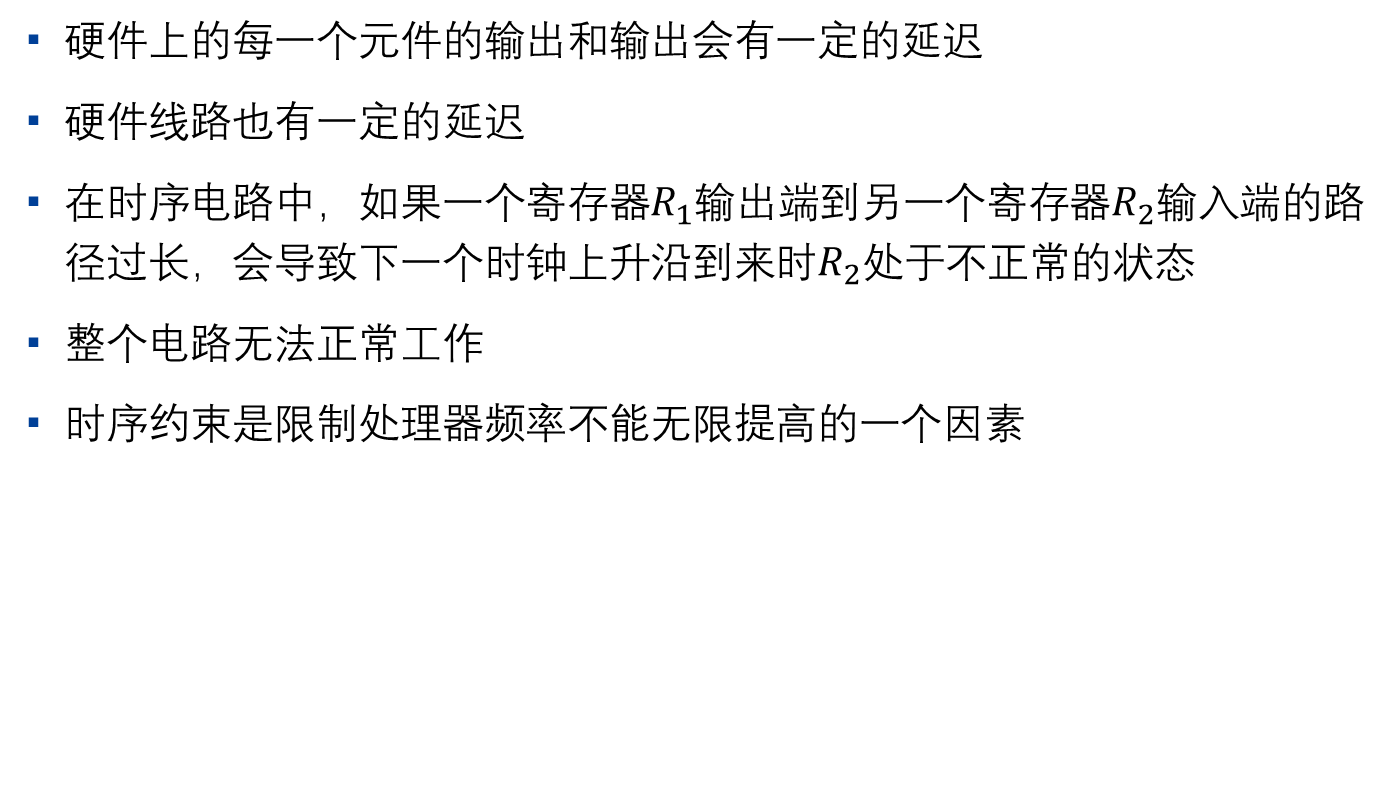 ▪ 硬件上的每一个元件的输出和输出会有一定的延迟
▪ 硬件线路也有一定的延迟
▪ 在时序电路中，如果一个寄存器R₁输出端到另一个寄存器R₂输入端的路
径过长，会导致下一个时钟上升沿到来时R₂处于不正常的状态
▪ 整个电路无法正常工作
▪ 时序约束是限制处理器频率不能无限提高的一个因素